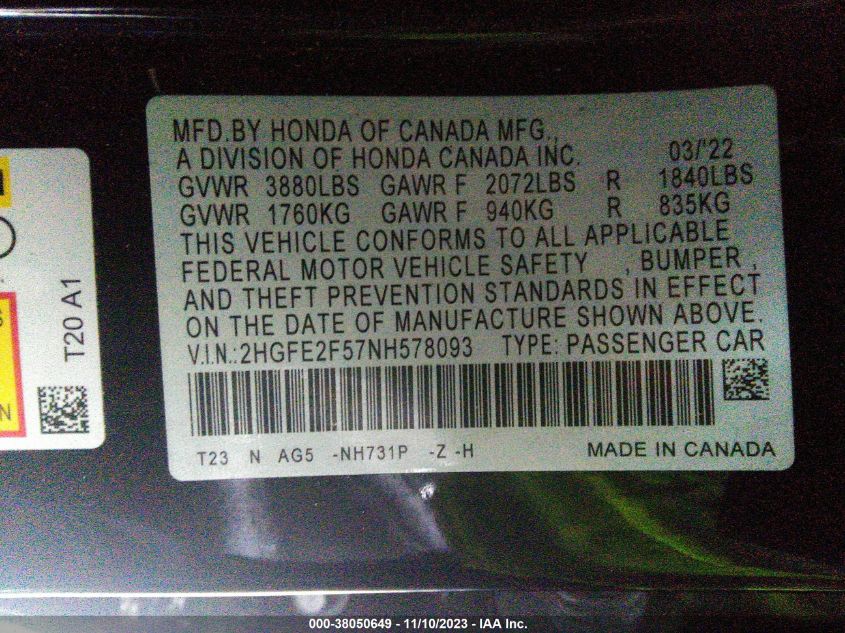 MFD.BY HONDA OF CANADA MFG.,
A DIVISION OF HONDA CANADA INC. 03/'22
GVWR 3880LBS GAWR F 2072LBS R 1840LBS
GVWR 1760KG GAWR F 940KG R 835KG
THIS VEHICLE CONFORMS TO ALL APPLICABLE
FEDERAL MOTOR VEHICLE SAFETY , BUMPER ,
AND THEFT PREVENTION STANDARDS IN EFFECT
ON THE DATE OF MANUFACTURE SHOWN ABOVE.
V.I.N.:2HGFE2F57NH578093 TYPE: PASSENGER CAR
T23 N AG5 -NH731P -Z -H MADE IN CANADA
T20 A1
000-38050649 - 11/10/2023 - IAA Inc.